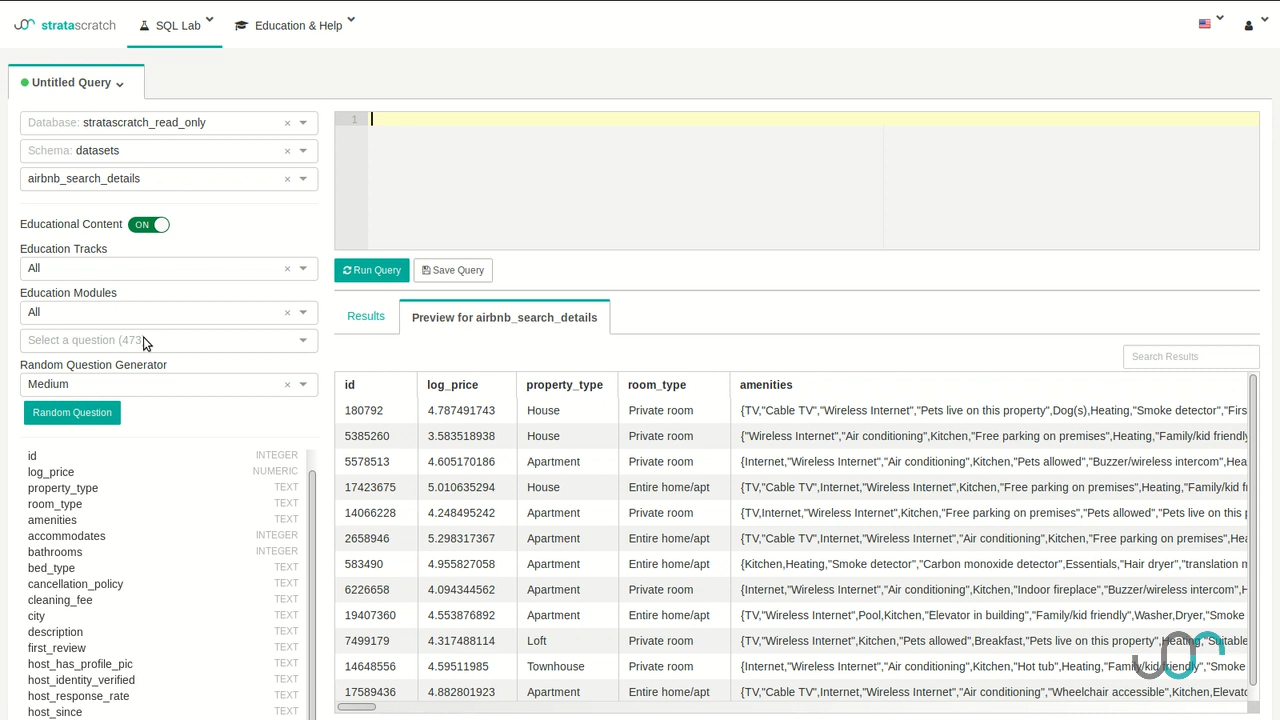 stratascratch SQL Lab Education & Help
Untitled Query
Database: stratascratch_read_only
Schema: datasets
airbnb_search_details
Educational Content ON
Education Tracks
All
Education Modules
All
Select a question (473
Random Question Generator
Medium
Random Question
id INTEGER
log_price NUMERIC
property_type TEXT
room_type TEXT
amenities TEXT
accommodates INTEGER
bathrooms INTEGER
bed_type TEXT
cancellation_policy TEXT
cleaning_fee TEXT
city TEXT
description TEXT
first_review TEXT
host_has_profile_pic TEXT
host_identity_verified TEXT
host_response_rate TEXT
host_since TEXT
1
Run Query Save Query
Results Preview for airbnb_search_details
Search Results
id log_price property_type room_type amenities
180792 4.787491743 House Private room {TV,"Cable TV","Wireless Internet","Pets live on this property",Dog(s),Heating,"Smoke detector","Firs
5385260 3.583518938 House Private room {"Wireless Internet","Air conditioning",Kitchen,"Free parking on premises",Heating,"Family/kid friendly
5578513 4.605170186 Apartment Private room {Internet,"Wireless Internet","Air conditioning",Kitchen,"Pets allowed","Buzzer/wireless intercom",Hea
17423675 5.010635294 House Entire home/apt {TV,"Cable TV",Internet,"Wireless Internet",Kitchen,"Free parking on premises",Heating,"Family/kid f
14066228 4.248495242 Apartment Private room {TV,Internet,"Wireless Internet",Kitchen,"Free parking on premises","Pets allowed","Pets live on this
2658946 5.298317367 Apartment Entire home/apt {TV,"Cable TV",Internet,"Wireless Internet","Air conditioning",Kitchen,"Free parking on premises",Hea
583490 4.955827058 Apartment Entire home/apt {Kitchen,Heating,"Smoke detector","Carbon monoxide detector",Essentials,"Hair dryer","translation
6226658 4.094344562 Apartment Private room {Internet,"Wireless Internet","Air conditioning",Kitchen,"Indoor fireplace","Buzzer/wireless intercom",H
19407360 4.553876892 Apartment Entire home/apt {TV,"Wireless Internet",Pool,Kitchen,"Elevator in building","Family/kid friendly",Washer,Dryer,"Smoke
7499179 4.317488114 Loft Private room {TV,"Wireless Internet",Kitchen,"Pets allowed",Breakfast,"Pets live on this property",Heating,"Suitable
14648556 4.59511985 Townhouse Private room {Internet,"Wireless Internet","Air conditioning",Kitchen,"Hot tub",Heating,"Family/kid friendly","Smoke
17589436 4.882801923 Apartment Entire home/apt {TV,"Cable TV","Wireless Internet","Air conditioning","Wheelchair accessible",Kitchen,Elevato